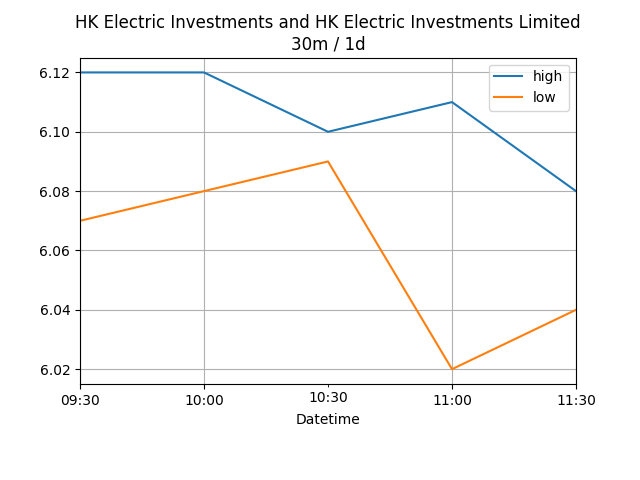 HK Electric Investments and HK Electric Investments Limited
30m / 1d
high
low
6.12
6.10
6.08
6.06
6.04
6.02
09:30 10:00 10:30 11:00 11:30
Datetime